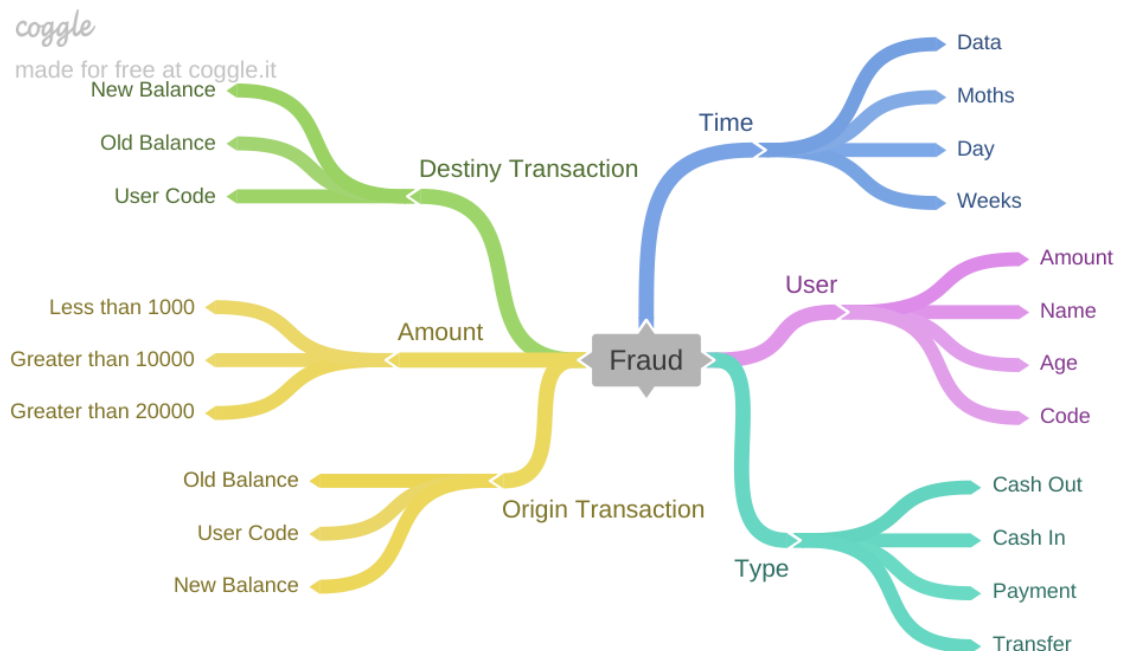 coggle
made for free at coggle.it
New Balance
Old Balance
User Code
Destiny Transaction
Less than 1000
Greater than 10000
Greater than 20000
Amount
Old Balance
User Code
New Balance
Origin Transaction
Fraud
Time
Data
Moths
Day
Weeks
User
Amount
Name
Age
Code
Type
Cash Out
Cash In
Payment
Transfer